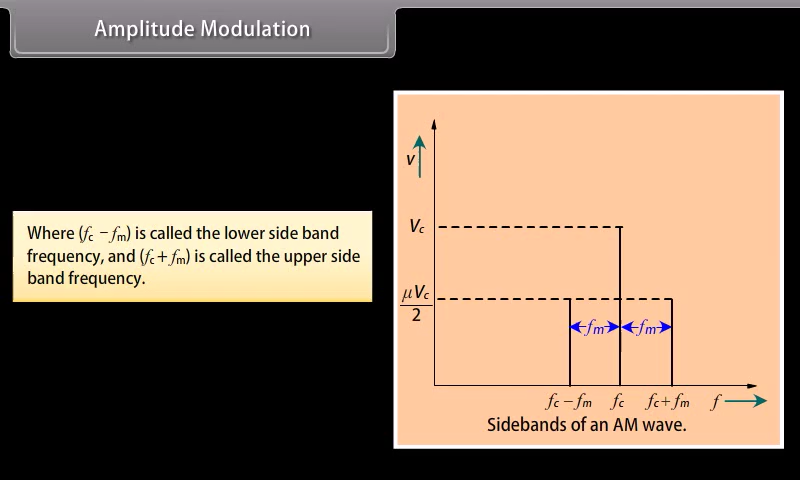 Amplitude Modulation
Where (fc − fm) is called the lower side band
frequency, and (fc + fm) is called the upper side
band frequency.
v
Vc
μVc
2
fm fm
fc − fm fc fc + fm f
Sidebands of an AM wave.